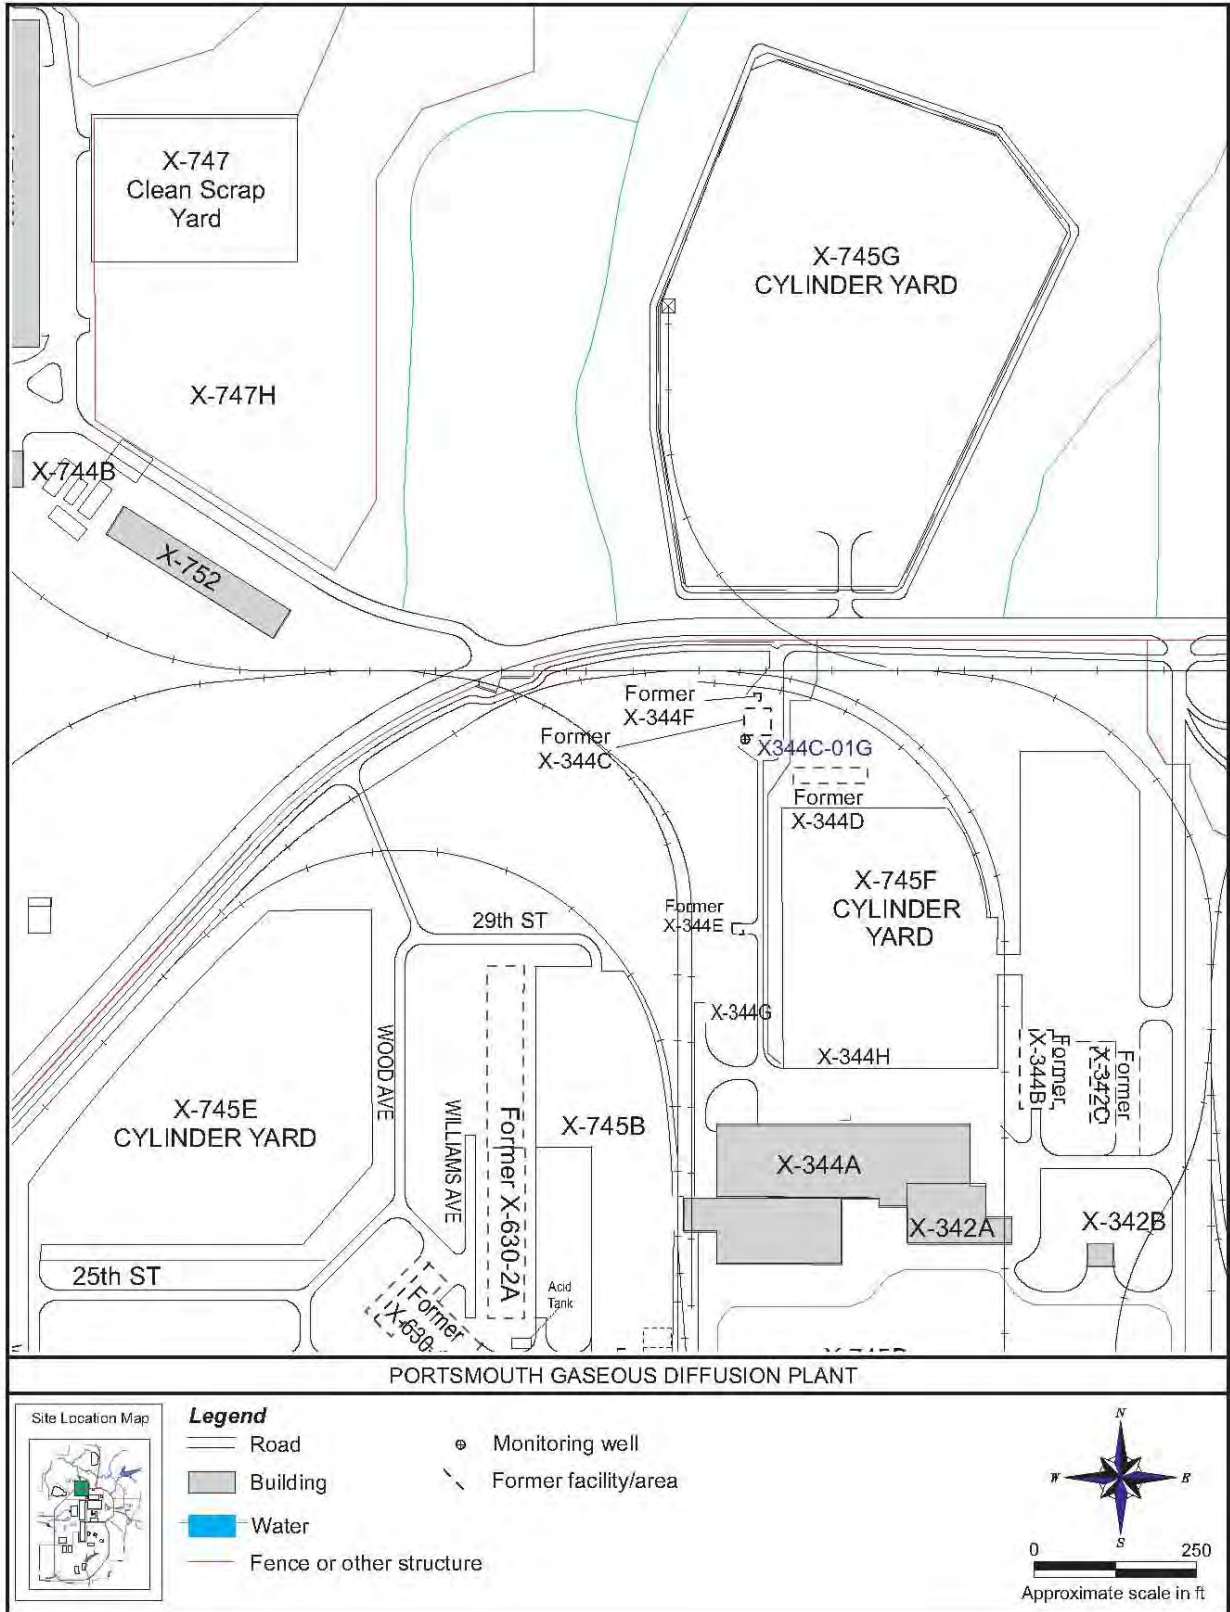 X-747
Clean Scrap
Yard
X-745G
CYLINDER YARD
X-747H
X-744B
X-752
Former
X-344F
Former
X-344C
X344C-01G
Former
X-344D
X-745F
CYLINDER
YARD
Former
X-344E
29th ST
X-344G
X-344H
WOOD AVE
Former
X-344B
Former
X-342C
X-745E
CYLINDER YARD
WILLIAMS AVE
Former X-630-2A
X-745B
X-344A
X-342A
X-342B
25th ST
Former
X-630
Acid
Tank
PORTSMOUTH GASEOUS DIFFUSION PLANT
Site Location Map
Legend
Road
Building
Water
Fence or other structure
Monitoring well
Former facility/area
N
W
E
S
0 250
Approximate scale in ft